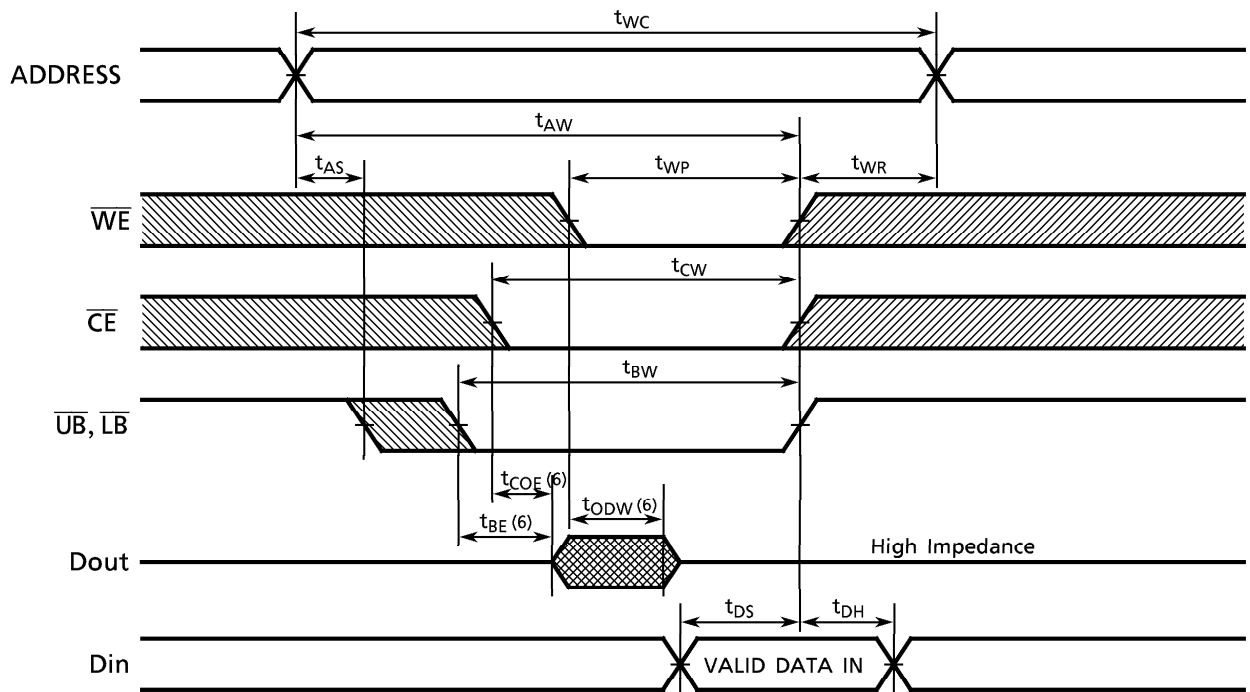 tWC
ADDRESS
tAW
tAS
tWP
tWR
WE
tCW
CE
tBW
UB, LB
tCOE (6)
tODW (6)
tBE (6)
Dout
High Impedance
tDS
tDH
Din
VALID DATA IN